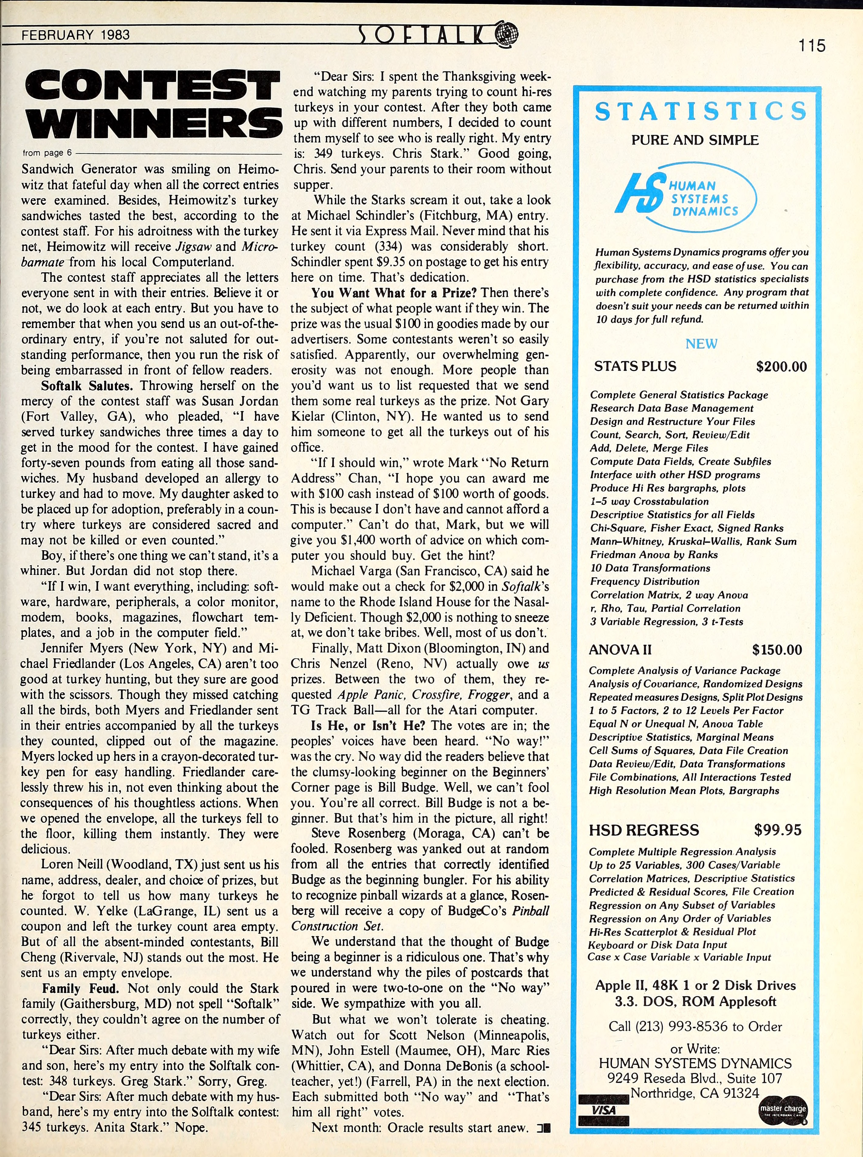 FEBRUARY 1983
SOFTALK
115
CONTEST
WINNERS
from page 6
Sandwich Generator was smiling on Heimo-
witz that fateful day when all the correct entries
were examined. Besides, Heimowitz's turkey
sandwiches tasted the best, according to the
contest staff. For his adroitness with the turkey
net, Heimowitz will receive Jigsaw and Micro-
barmate from his local Computerland.
The contest staff appreciates all the letters
everyone sent in with their entries. Believe it or
not, we do look at each entry. But you have to
remember that when you send us an out-of-the-
ordinary entry, if you're not saluted for out-
standing performance, then you run the risk of
being embarrassed in front of fellow readers.
Softalk Salutes. Throwing herself on the
mercy of the contest staff was Susan Jordan
(Fort Valley, GA), who pleaded, "I have
served turkey sandwiches three times a day to
get in the mood for the contest. I have gained
forty-seven pounds from eating all those sand-
wiches. My husband developed an allergy to
turkey and had to move. My daughter asked to
be placed up for adoption, preferably in a coun-
try where turkeys are considered sacred and
may not be killed or even counted."
Boy, if there's one thing we can't stand, it's a
whiner. But Jordan did not stop there.
"If I win, I want everything, including: soft-
ware, hardware, peripherals, a color monitor,
modem, books, magazines, flowchart tem-
plates, and a job in the computer field."
Jennifer Myers (New York, NY) and Mi-
chael Friedlander (Los Angeles, CA) aren't too
good at turkey hunting, but they sure are good
with the scissors. Though they missed catching
all the birds, both Myers and Friedlander sent
in their entries accompanied by all the turkeys
they counted, clipped out of the magazine.
Myers locked up hers in a crayon-decorated tur-
key pen for easy handling. Friedlander care-
lessly threw his in, not even thinking about the
consequences of his thoughtless actions. When
we opened the envelope, all the turkeys fell to
the floor, killing them instantly. They were
delicious.
Loren Neill (Woodland, TX) just sent us his
name, address, dealer, and choice of prizes, but
he forgot to tell us how many turkeys he
counted. W. Yelke (LaGrange, IL) sent us a
coupon and left the turkey count area empty.
But of all the absent-minded contestants, Bill
Cheng (Rivervale, NJ) stands out the most. He
sent us an empty envelope.
Family Feud. Not only could the Stark
family (Gaithersburg, MD) not spell "Softalk"
correctly, they couldn't agree on the number of
turkeys either.
"Dear Sirs: After much debate with my wife
and son, here's my entry into the Solftalk con-
test: 348 turkeys. Greg Stark." Sorry, Greg.
"Dear Sirs: After much debate with my hus-
band, here's my entry into the Solftalk contest:
345 turkeys. Anita Stark." Nope.
"Dear Sirs: I spent the Thanksgiving week-
end watching my parents trying to count hi-res
turkeys in your contest. After they both came
up with different numbers, I decided to count
them myself to see who is really right. My entry
is: 349 turkeys. Chris Stark." Good going,
Chris. Send your parents to their room without
supper.
While the Starks scream it out, take a look
at Michael Schindler's (Fitchburg, MA) entry.
He sent it via Express Mail. Never mind that his
turkey count (334) was considerably short.
Schindler spent $9.35 on postage to get his entry
here on time. That's dedication.
You Want What for a Prize? Then there's
the subject of what people want if they win. The
prize was the usual $100 in goodies made by our
advertisers. Some contestants weren't so easily
satisfied. Apparently, our overwhelming gen-
erosity was not enough. More people than
you'd want us to list requested that we send
them some real turkeys as the prize. Not Gary
Kielar (Clinton, NY). He wanted us to send
him someone to get all the turkeys out of his
office.
"If I should win," wrote Mark "No Return
Address" Chan, "I hope you can award me
with $100 cash instead of $100 worth of goods.
This is because I don't have and cannot afford a
computer." Can't do that, Mark, but we will
give you $1,400 worth of advice on which com-
puter you should buy. Get the hint?
Michael Varga (San Francisco, CA) said he
would make out a check for $2,000 in Softalk's
name to the Rhode Island House for the Nasal-
ly Deficient. Though $2,000 is nothing to sneeze
at, we don't take bribes. Well, most of us don't.
Finally, Matt Dixon (Bloomington, IN) and
Chris Nenzel (Reno, NV) actually owe us
prizes. Between the two of them, they re-
quested Apple Panic, Crossfire, Frogger, and a
TG Track Ball—all for the Atari computer.
Is He, or Isn't He? The votes are in; the
peoples' voices have been heard. "No way!"
was the cry. No way did the readers believe that
the clumsy-looking beginner on the Beginners'
Corner page is Bill Budge. Well, we can't fool
you. You're all correct. Bill Budge is not a be-
ginner. But that's him in the picture, all right!
Steve Rosenberg (Moraga, CA) can't be
fooled. Rosenberg was yanked out at random
from all the entries that correctly identified
Budge as the beginning bungler. For his ability
to recognize pinball wizards at a glance, Rosen-
berg will receive a copy of BudgeCo's Pinball
Construction Set.
We understand that the thought of Budge
being a beginner is a ridiculous one. That's why
we understand why the piles of postcards that
poured in were two-to-one on the "No way"
side. We sympathize with you all.
But what we won't tolerate is cheating.
Watch out for Scott Nelson (Minneapolis,
MN), John Estell (Maumee, OH), Marc Ries
(Whittier, CA), and Donna DeBonis (a school-
teacher, yet!) (Farrell, PA) in the next election.
Each submitted both "No way" and "That's
him all right" votes.
Next month: Oracle results start anew.
STATISTICS
PURE AND SIMPLE
HS HUMAN
SYSTEMS
DYNAMICS
Human Systems Dynamics programs offer you
flexibility, accuracy, and ease of use. You can
purchase from the HSD statistics specialists
with complete confidence. Any program that
doesn't suit your needs can be returned within
10 days for full refund.
NEW
STATS PLUS $200.00
Complete General Statistics Package
Research Data Base Management
Design and Restructure Your Files
Count, Search, Sort, Review/Edit
Add, Delete, Merge Files
Compute Data Fields, Create Subfiles
Interface with other HSD programs
Produce Hi Res bargraphs, plots
1-5 way Crosstabulation
Descriptive Statistics for all Fields
Chi-Square, Fisher Exact, Signed Ranks
Mann-Whitney, Kruskal-Wallis, Rank Sum
Friedman Anova by Ranks
10 Data Transformations
Frequency Distribution
Correlation Matrix, 2 way Anova
r, Rho, Tau, Partial Correlation
3 Variable Regression, 3 t-Tests
ANOVA II $150.00
Complete Analysis of Variance Package
Analysis of Covariance, Randomized Designs
Repeated measures Designs, Split Plot Designs
1 to 5 Factors, 2 to 12 Levels Per Factor
Equal N or Unequal N, Anova Table
Descriptive Statistics, Marginal Means
Cell Sums of Squares, Data File Creation
Data Review/Edit, Data Transformations
File Combinations, All Interactions Tested
High Resolution Mean Plots, Bargraphs
HSD REGRESS $99.95
Complete Multiple Regression Analysis
Up to 25 Variables, 300 Cases/Variable
Correlation Matrices, Descriptive Statistics
Predicted & Residual Scores, File Creation
Regression on Any Subset of Variables
Regression on Any Order of Variables
Hi-Res Scatterplot & Residual Plot
Keyboard or Disk Data Input
Case x Case Variable x Variable Input
Apple II, 48K 1 or 2 Disk Drives
3.3. DOS, ROM Applesoft
Call (213) 993-8536 to Order
or Write:
HUMAN SYSTEMS DYNAMICS
9249 Reseda Blvd., Suite 107
Northridge, CA 91324
VISA
master charge